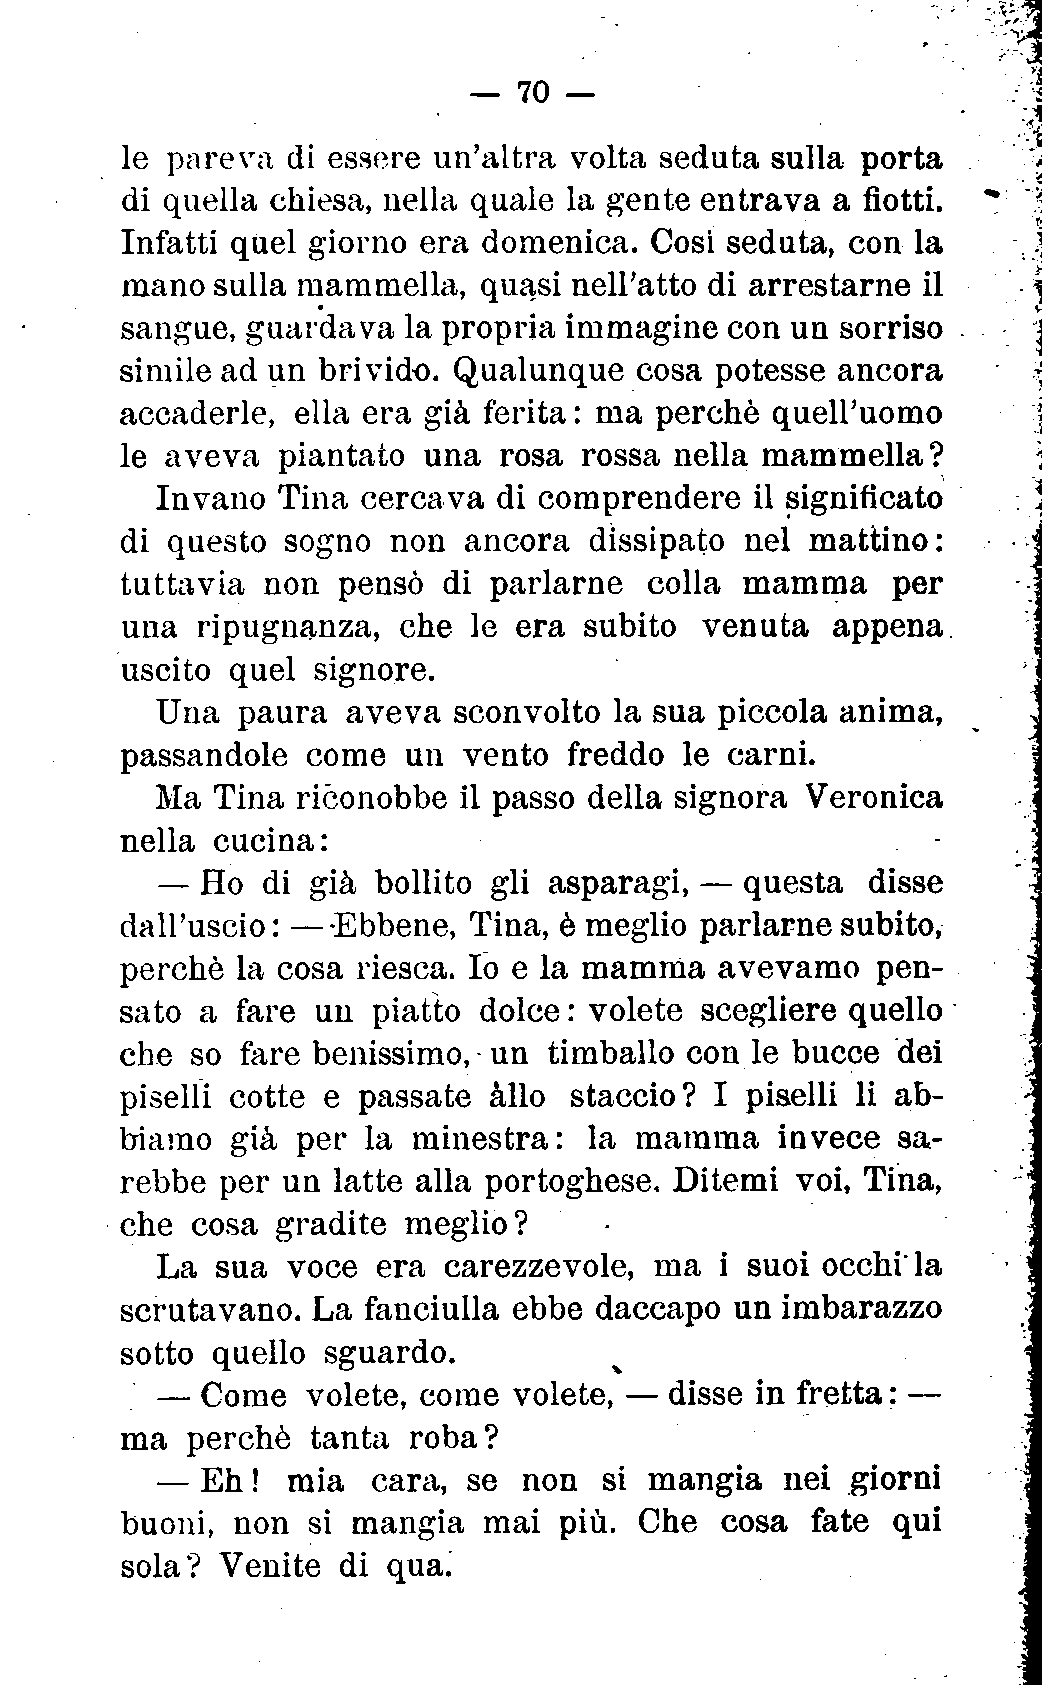 — 70 —
le pareva di essere un'altra volta seduta sulla porta
di quella chiesa, nella quale la gente entrava a fiotti.
Infatti quel giorno era domenica. Così seduta, con la
mano sulla mammella, quasi nell'atto di arrestarne il
sangue, guardava la propria immagine con un sorriso
simile ad un brivido. Qualunque cosa potesse ancora
accaderle, ella era già ferita: ma perchè quell'uomo
le aveva piantato una rosa rossa nella mammella?
Invano Tina cercava di comprendere il significato
di questo sogno non ancora dissipato nel mattino:
tuttavia non pensò di parlarne colla mamma per
una ripugnanza, che le era subito venuta appena
uscito quel signore.
Una paura aveva sconvolto la sua piccola anima,
passandole come un vento freddo le carni.
Ma Tina riconobbe il passo della signora Veronica
nella cucina:
— Ho di già bollito gli asparagi, — questa disse
dall'uscio: — Ebbene, Tina, è meglio parlarne subito,
perchè la cosa riesca. Io e la mamma avevamo pen-
sato a fare un piatto dolce: volete scegliere quello
che so fare benissimo, un timballo con le bucce dei
piselli cotte e passate allo staccio? I piselli li ab-
biamo già per la minestra: la mamma invece sa-
rebbe per un latte alla portoghese. Ditemi voi, Tina,
che cosa gradite meglio?
La sua voce era carezzevole, ma i suoi occhi la
scrutavano. La fanciulla ebbe daccapo un imbarazzo
sotto quello sguardo.
— Come volete, come volete, — disse in fretta: —
ma perchè tanta roba?
— Eh! mia cara, se non si mangia nei giorni
buoni, non si mangia mai più. Che cosa fate qui
sola? Venite di qua.